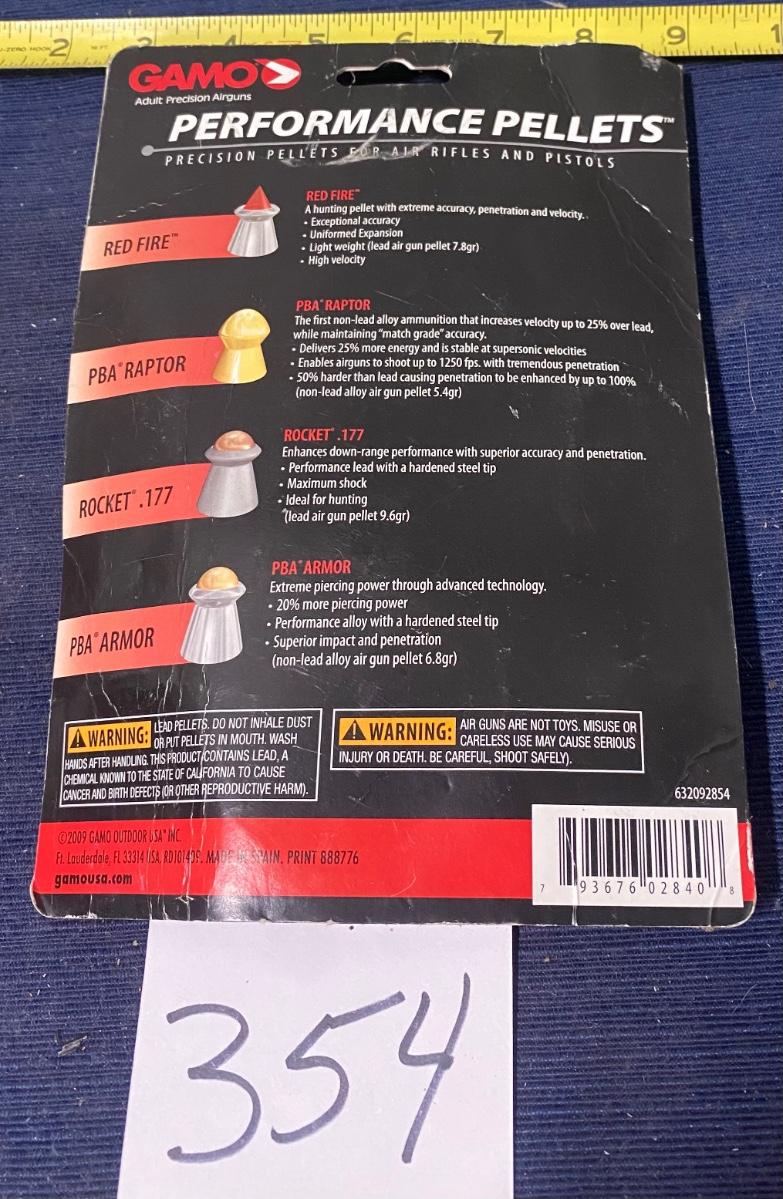 2 3 4 5 6 7 8 9 1
GAMO
Adult Precision Airguns
PERFORMANCE PELLETS™
PRECISION PELLETS FOR AIR RIFLES AND PISTOLS
RED FIRE™
RED FIRE™
A hunting pellet with extreme accuracy, penetration and velocity.
• Exceptional accuracy
• Uniformed Expansion
• Light weight (lead air gun pellet 7.8gr)
• High velocity
PBA® RAPTOR
PBA® RAPTOR
The first non-lead alloy ammunition that increases velocity up to 25% over lead,
while maintaining "match grade" accuracy.
• Delivers 25% more energy and is stable at supersonic velocities
• Enables airguns to shoot up to 1250 fps. with tremendous penetration
• 50% harder than lead causing penetration to be enhanced by up to 100%
(non-lead alloy air gun pellet 5.4gr)
ROCKET® .177
ROCKET® .177
Enhances down-range performance with superior accuracy and penetration.
• Performance lead with a hardened steel tip
• Maximum shock
• Ideal for hunting
(lead air gun pellet 9.6gr)
PBA® ARMOR
PBA® ARMOR
Extreme piercing power through advanced technology.
• 20% more piercing power
• Performance alloy with a hardened steel tip
• Superior impact and penetration
(non-lead alloy air gun pellet 6.8gr)
WARNING: LEAD PELLETS. DO NOT INHALE DUST
OR PUT PELLETS IN MOUTH. WASH
HANDS AFTER HANDLING. THIS PRODUCT CONTAINS LEAD, A
CHEMICAL KNOWN TO THE STATE OF CALIFORNIA TO CAUSE
CANCER AND BIRTH DEFECTS (OR OTHER REPRODUCTIVE HARM).
WARNING: AIR GUNS ARE NOT TOYS. MISUSE OR
CARELESS USE MAY CAUSE SERIOUS
INJURY OR DEATH. BE CAREFUL, SHOOT SAFELY).
632092854
©2009 GAMO OUTDOOR USA™ INC.
Ft. Lauderdale, FL 33314 USA. MADE IN SPAIN. PRINT 888776
gamousa.com
7 93676 02840 8
354